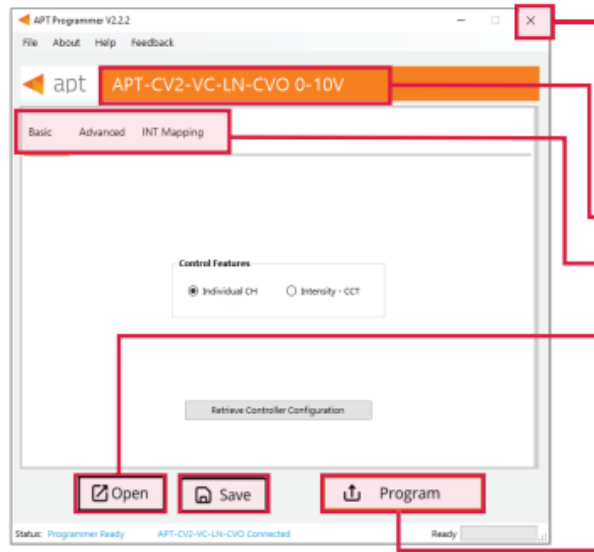 APT Programmer V2.2.2
File About Help Feedback
apt APT-CV2-VC-LN-CVO 0-10V
Basic Advanced INT Mapping
Control Features
Individual CH Intensity - CCT
Retrieve Controller Configuration
Open Save Program
Status: Programmer Ready APT-CV2-VC-LN-CVO Connected Ready